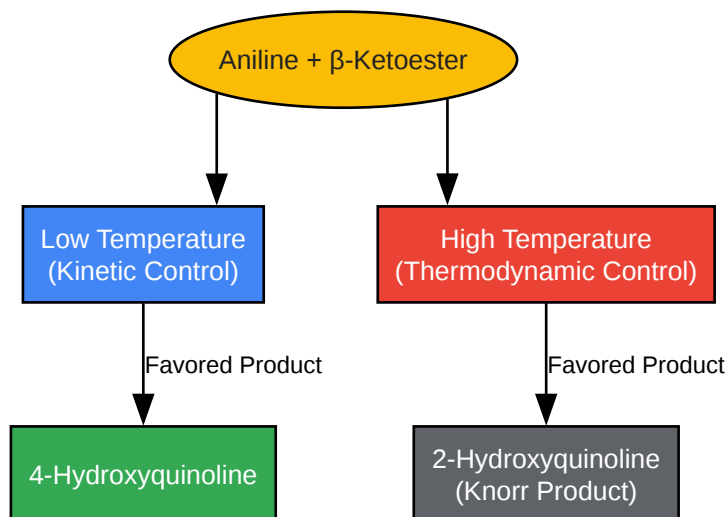 Aniline + β-Ketoester
Low Temperature
(Kinetic Control)
High Temperature
(Thermodynamic Control)
Favored Product
Favored Product
4-Hydroxyquinoline
2-Hydroxyquinoline
(Knorr Product)